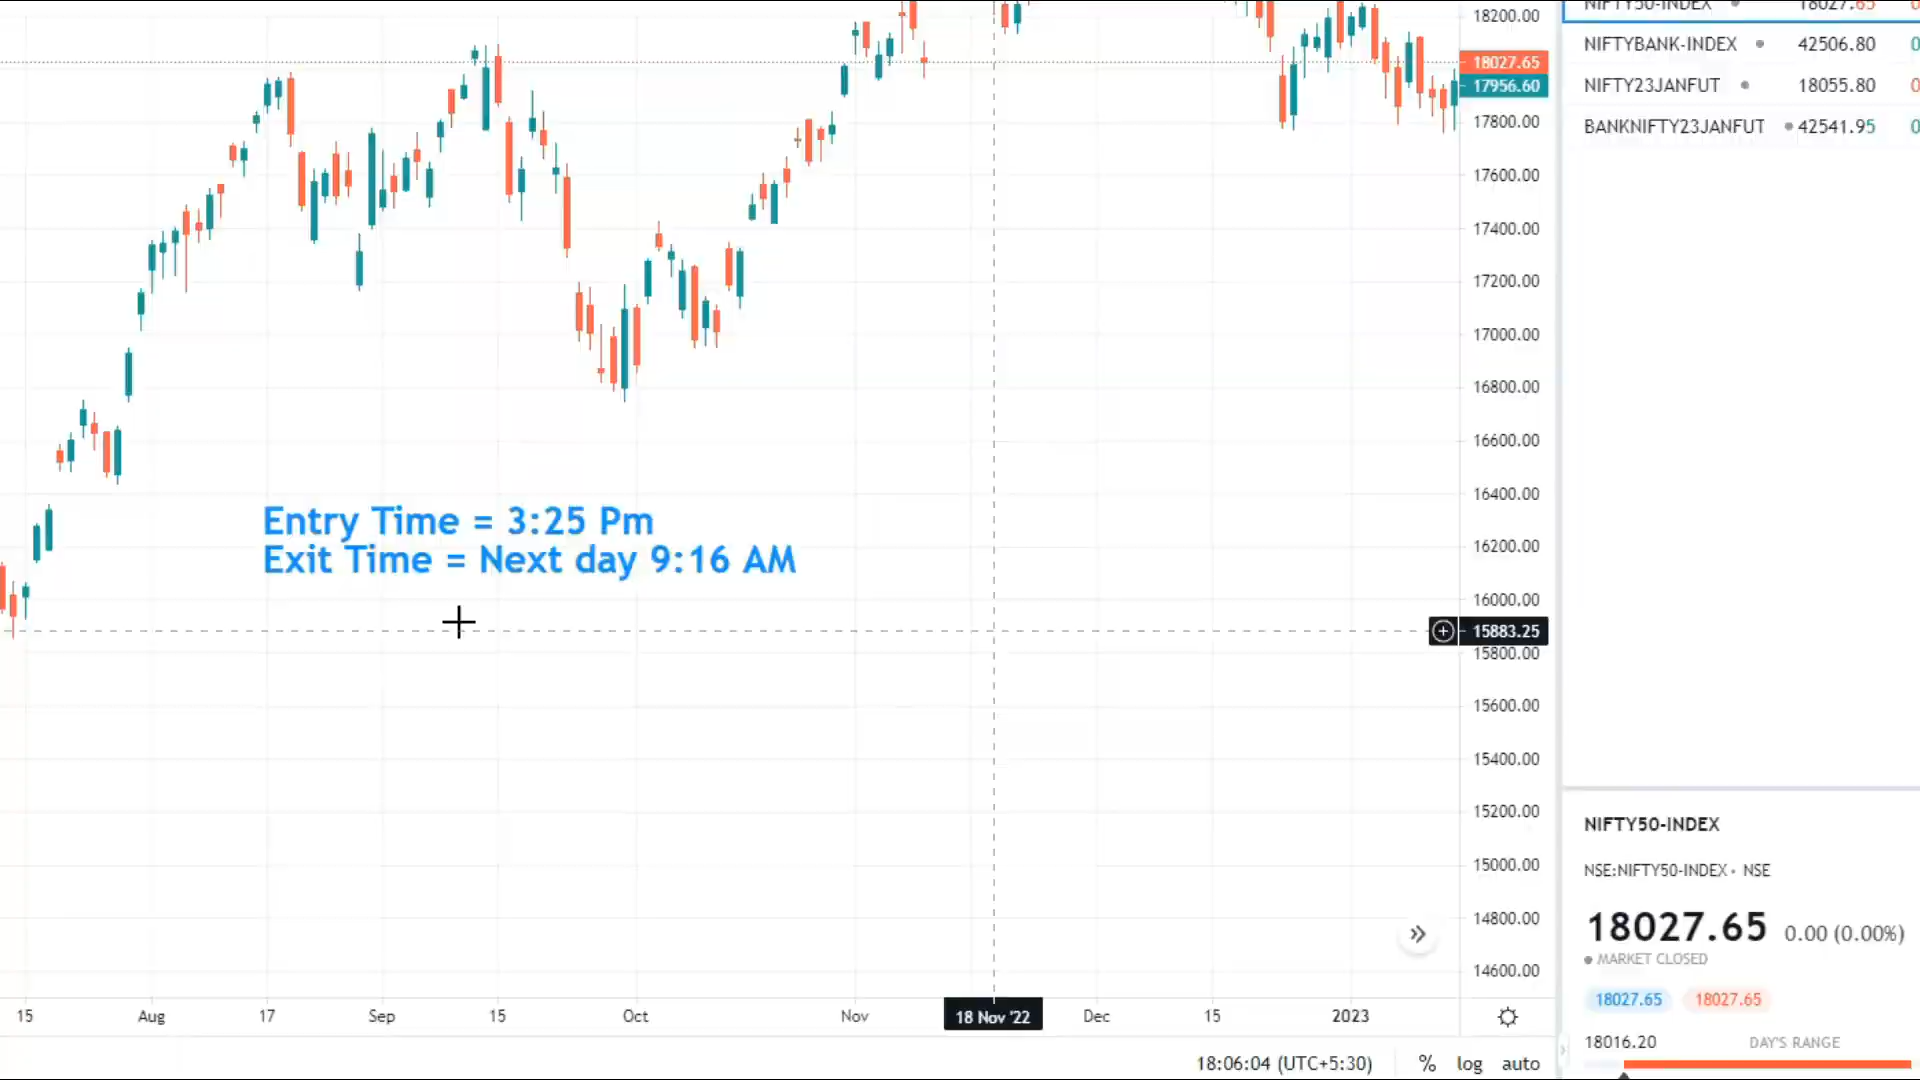 NIFTY50-INDEX 18027.65
18200.00
NIFTYBANK-INDEX 42506.80
18027.65
17956.60
NIFTY23JANFUT 18055.80
17800.00
BANKNIFTY23JANFUT 42541.95
17600.00
17400.00
17200.00
17000.00
16800.00
16600.00
16400.00
Entry Time = 3:25 Pm
Exit Time = Next day 9:16 AM
16200.00
16000.00
15883.25
15800.00
15600.00
15400.00
15200.00
15000.00
14800.00
14600.00
NIFTY50-INDEX
NSE:NIFTY50-INDEX • NSE
18027.65 0.00 (0.00%)
MARKET CLOSED
18027.65 18027.65
15 Aug 17 Sep 15 Oct Nov 18 Nov '22 Dec 15 2023
18016.20 DAY'S RANGE
18:06:04 (UTC+5:30) % log auto